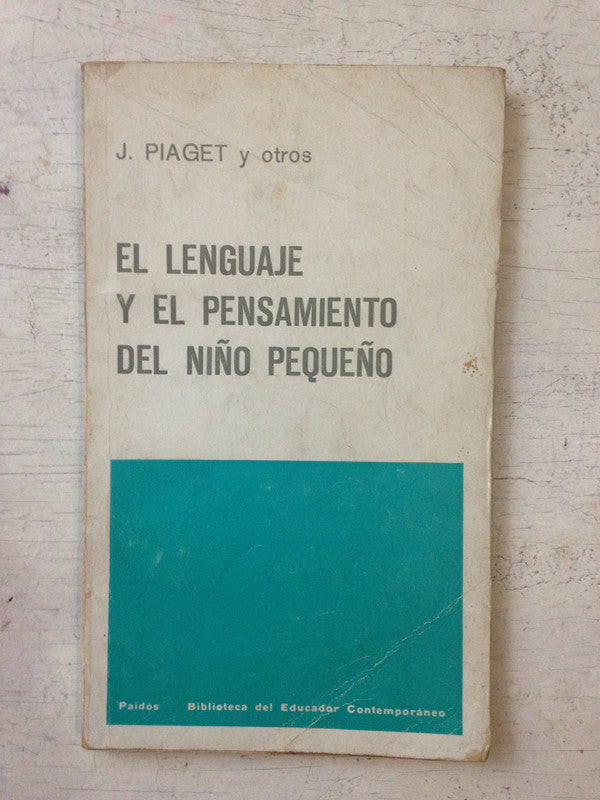 J. PIAGET y otros
EL LENGUAJE
Y EL PENSAMIENTO
DEL NIÑO PEQUEÑO
Paidós Biblioteca del Educador Contemporáneo